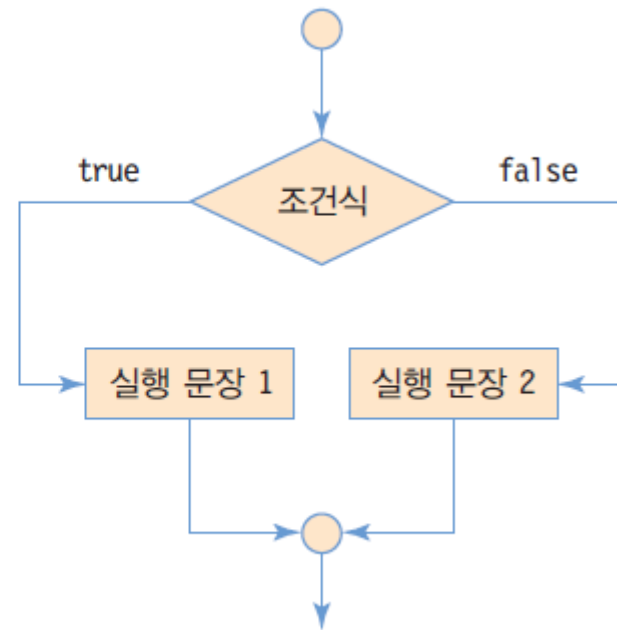 true
false
조건식
실행 문장 1
실행 문장 2